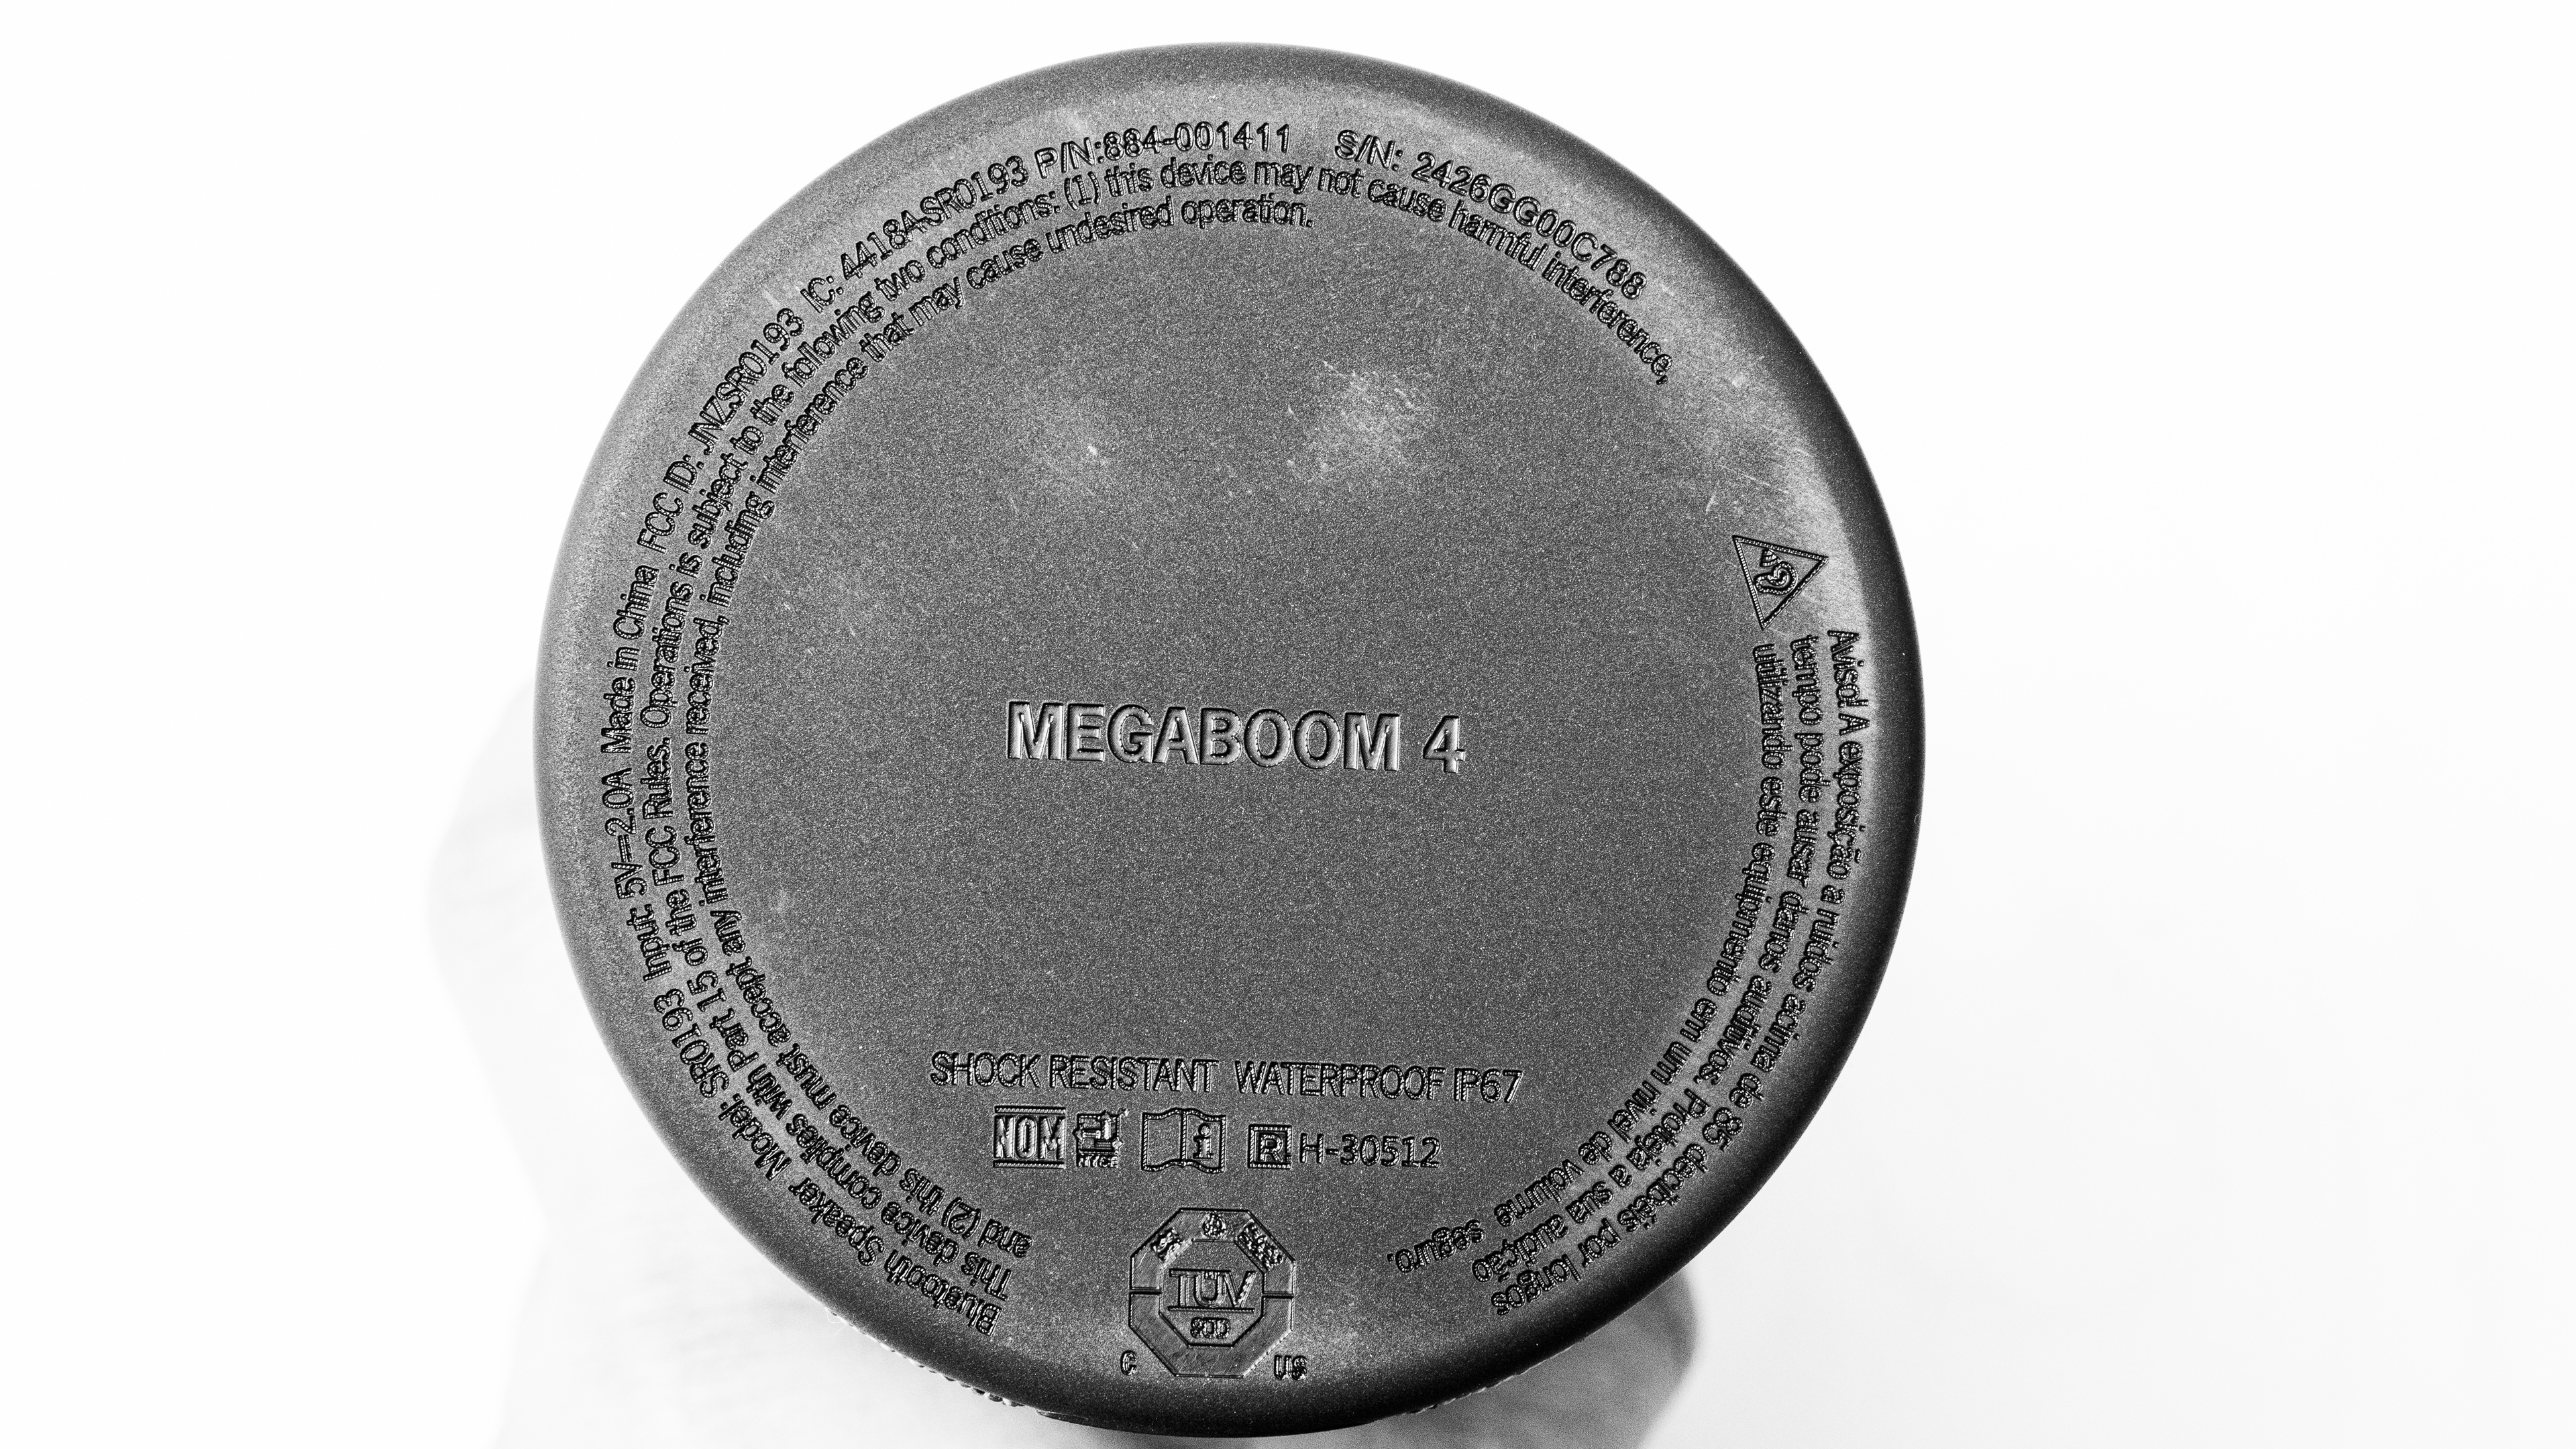 Bluetooth Speaker Model: SR0193 Input: 5V⎓2.0A Made in China FCC ID: JNZSR0193 IC: 4418A-SR0193 P/N:884-001411 S/N: 2426GG00C788
This device complies with Part 15 of the FCC Rules. Operations is subject to the following two conditions: (1) this device may not cause harmful interference,
and (2) this device must accept any interference received, including interference that may cause undesired operation.
Aviso! A exposição a ruídos acima de 85 decibéis por longos
tempo pode ausar danos auditivos. Proteja a sua audição
utilizando este equipmento em um nível de volume seguro.
MEGABOOM 4
SHOCK RESISTANT WATERPROOF IP67
NOM i R H-30512
TÜV
SÜD
c us